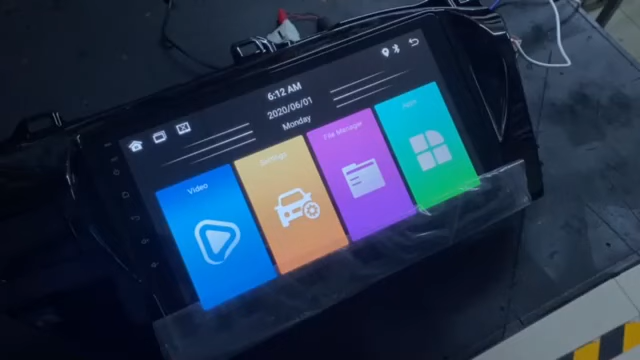 6:12 AM
2020/06/01
Monday
Video
Settings
File Manager
Apps